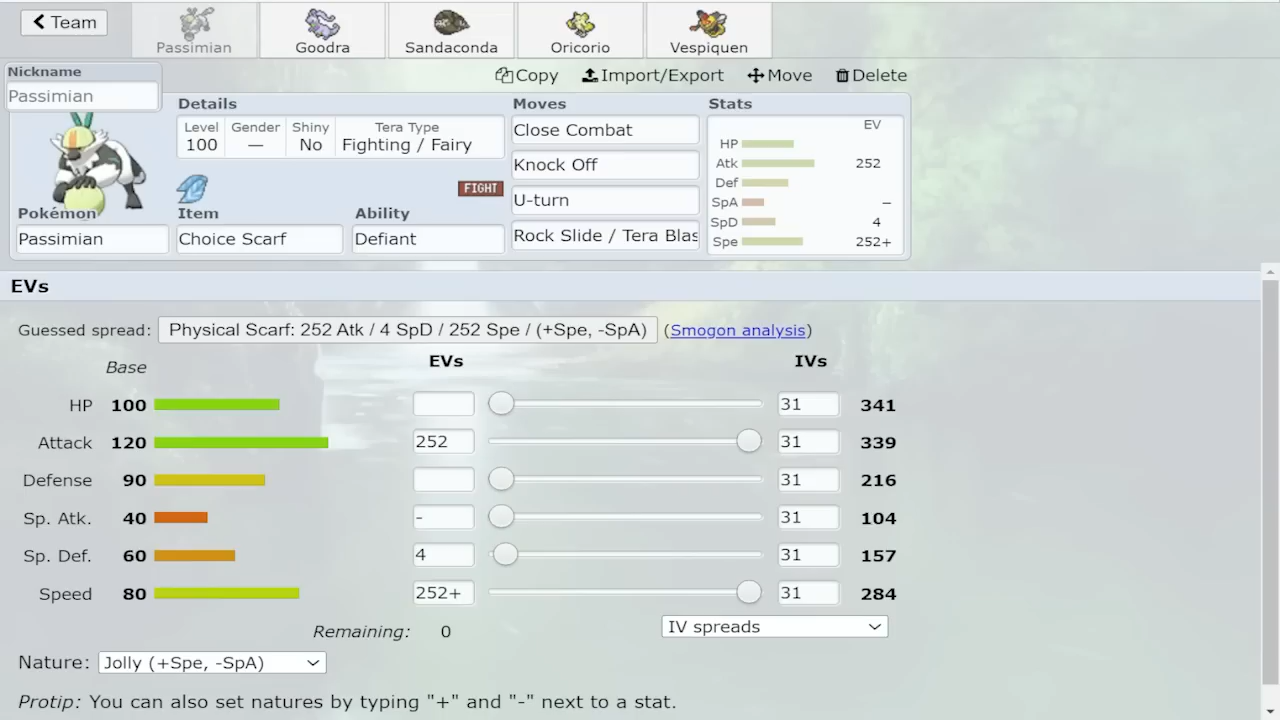 Team
Passimian
Goodra
Sandaconda
Oricorio
Vespiquen
Copy Import/Export Move Delete
Nickname
Passimian
Details
Level Gender Shiny Tera Type
100 — No Fighting / Fairy
FIGHT
Pokémon Item Ability
Passimian Choice Scarf Defiant
Moves
Close Combat
Knock Off
U-turn
Rock Slide / Tera Blas
Stats
EV
HP
Atk 252
Def
SpA –
SpD 4
Spe 252+
EVs
Guessed spread: Physical Scarf: 252 Atk / 4 SpD / 252 Spe / (+Spe, -SpA) (Smogon analysis)
Base EVs IVs
HP 100 31 341
Attack 120 252 31 339
Defense 90 31 216
Sp. Atk. 40 - 31 104
Sp. Def. 60 4 31 157
Speed 80 252+ 31 284
Remaining: 0 IV spreads
Nature: Jolly (+Spe, -SpA)
Protip: You can also set natures by typing "+" and "-" next to a stat.